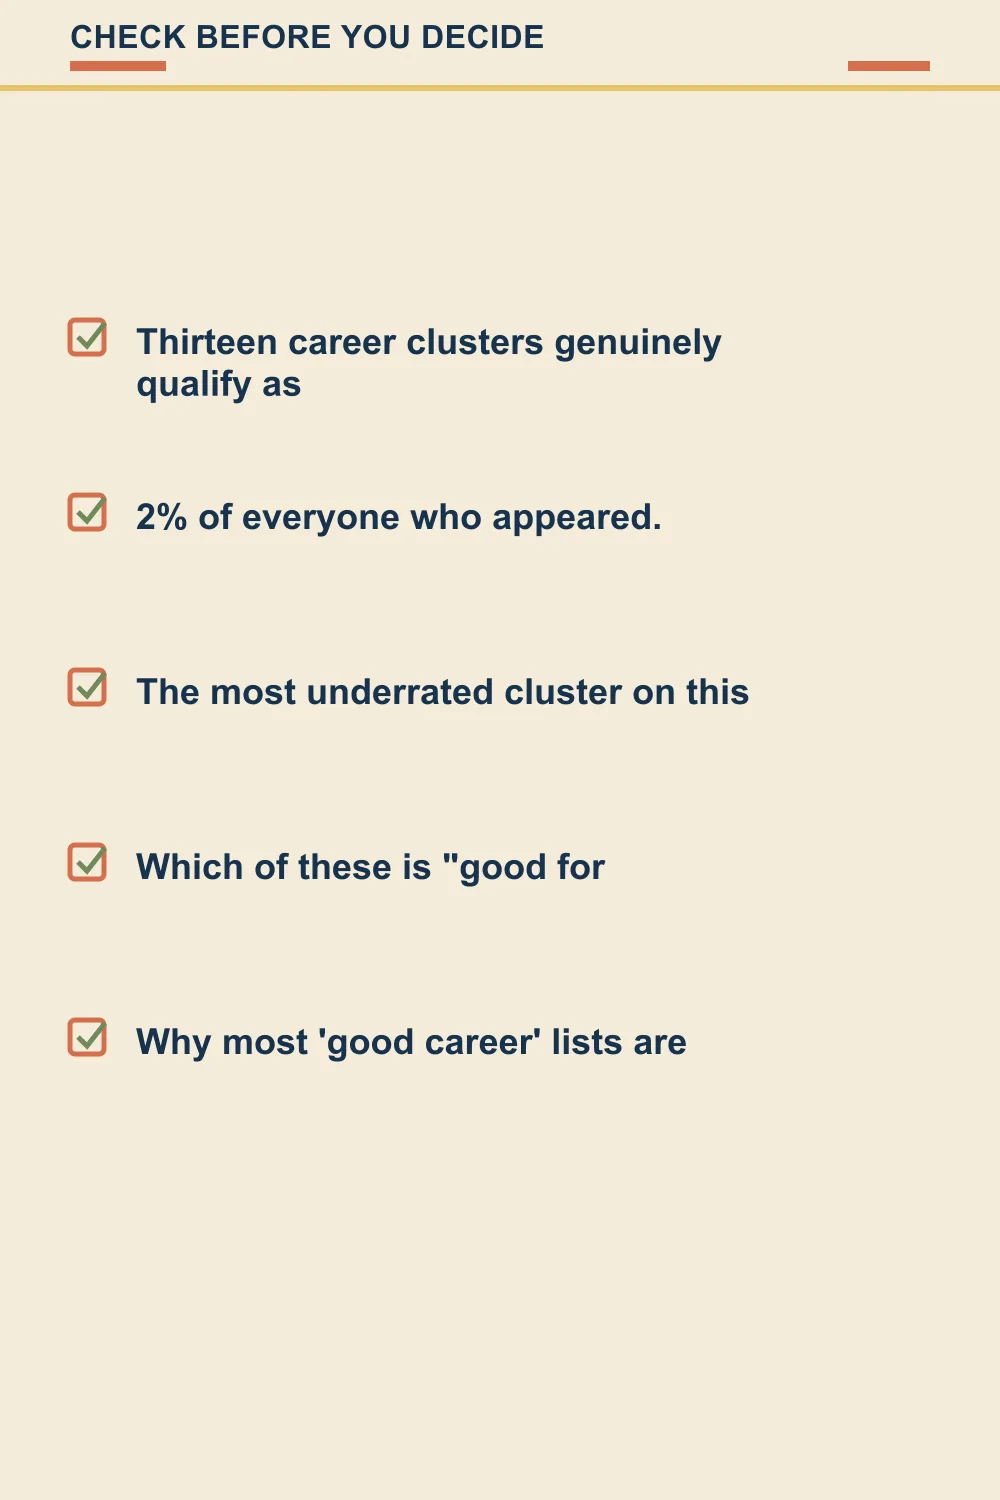 CHECK BEFORE YOU DECIDE
Thirteen career clusters genuinely
qualify as
2% of everyone who appeared.
The most underrated cluster on this
Which of these is "good for
Why most 'good career' lists are